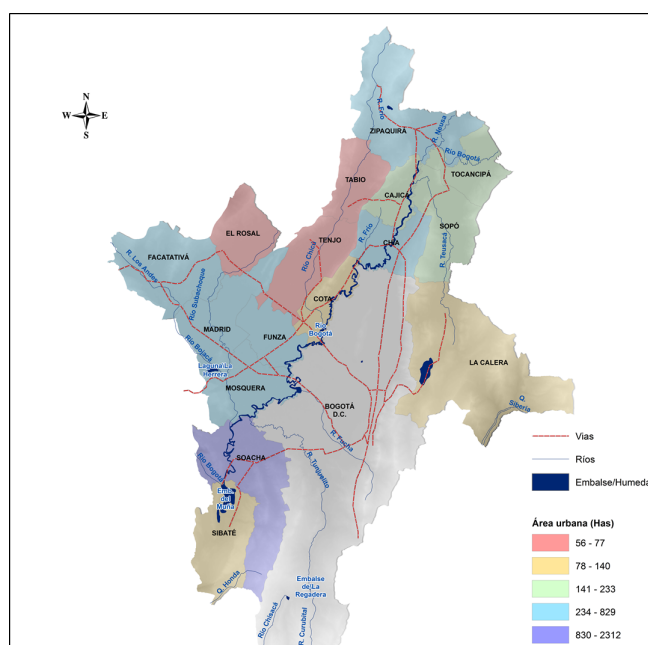 N
W E
S
R. Frío
ZIPAQUIRÁ
R. Neusa
Río Bogotá
TOCANCIPÁ
TABIO
CAJICÁ
SOPÓ
R. Teusacá
R. Frío
CHÍA
EL ROSAL
TENJO
Río Chicú
FACATATIVÁ
R. Los Andes
Río Subachoque
COTA
Río
Bogotá
MADRID
FUNZA
Río Bojacá
Laguna La
Herrera
MOSQUERA
LA CALERA
Q.
Siberia
BOGOTÁ
D.C.
R. Fucha
R. Tunjuelito
SOACHA
Río Bogotá
Emb.
del
Muña
SIBATÉ
Q. Honda
Embalse
de La
Regadera
Río Chisacá
R. Curubital
Vias
Ríos
Embalse/Humeda
Área urbana (Has)
56 - 77
78 - 140
141 - 233
234 - 829
830 - 2312